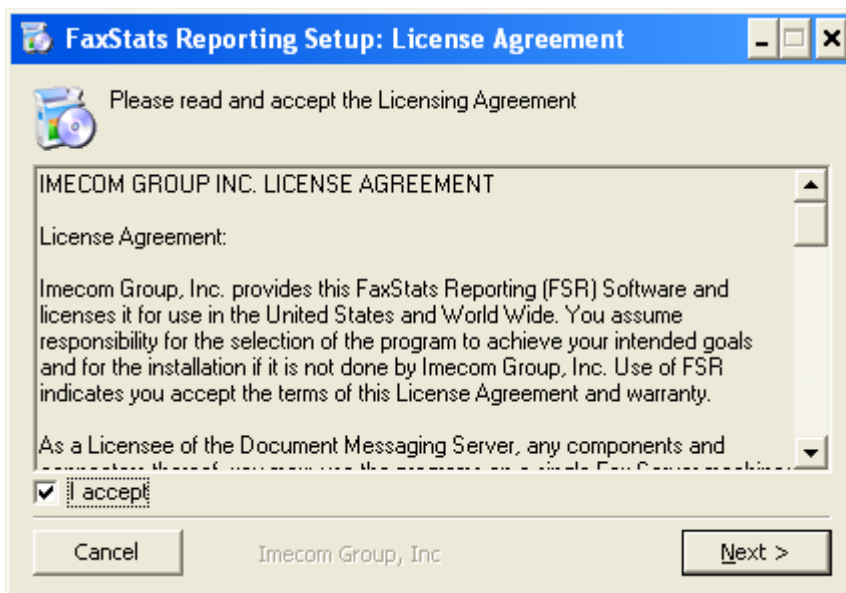 FaxStats Reporting Setup: License Agreement
Please read and accept the Licensing Agreement
IMECOM GROUP INC. LICENSE AGREEMENT
License Agreement:
Imecom Group, Inc. provides this FaxStats Reporting (FSR) Software and
licenses it for use in the United States and World Wide. You assume
responsibility for the selection of the program to achieve your intended goals
and for the installation if it is not done by Imecom Group, Inc. Use of FSR
indicates you accept the terms of this License Agreement and warranty.
As a Licensee of the Document Messaging Server, any components and
I accept
Cancel
Imecom Group, Inc
Next >